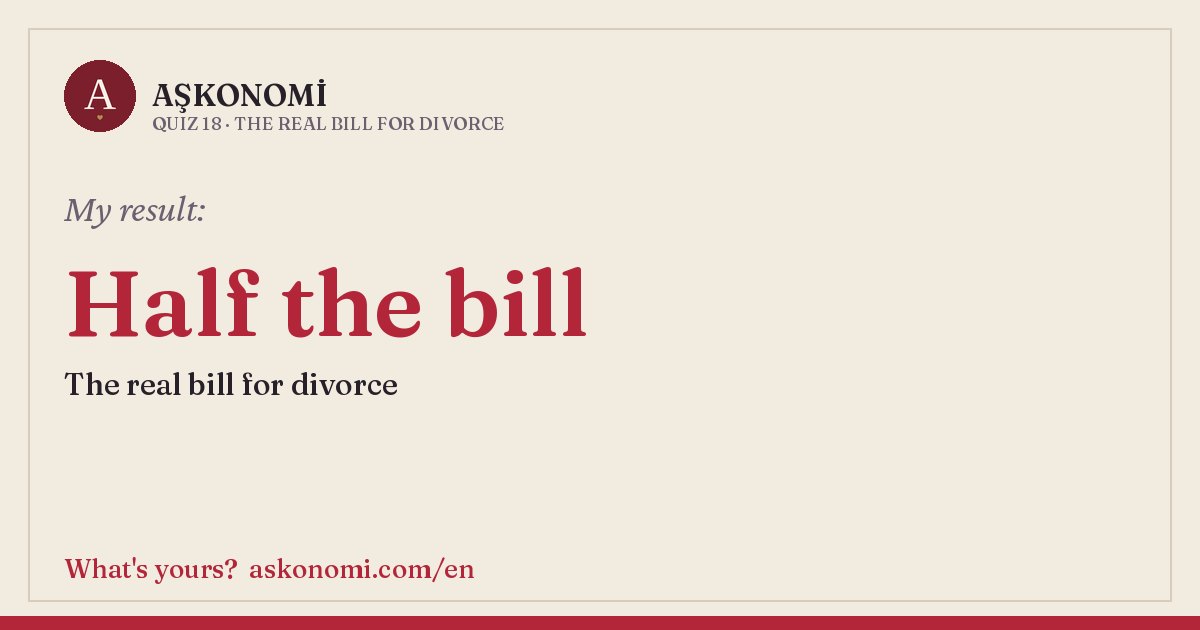 A
AŞKONOMİ
QUIZ 18 · THE REAL BILL FOR DIVORCE
My result:
Half the bill
The real bill for divorce
What's yours? askonomi.com/en